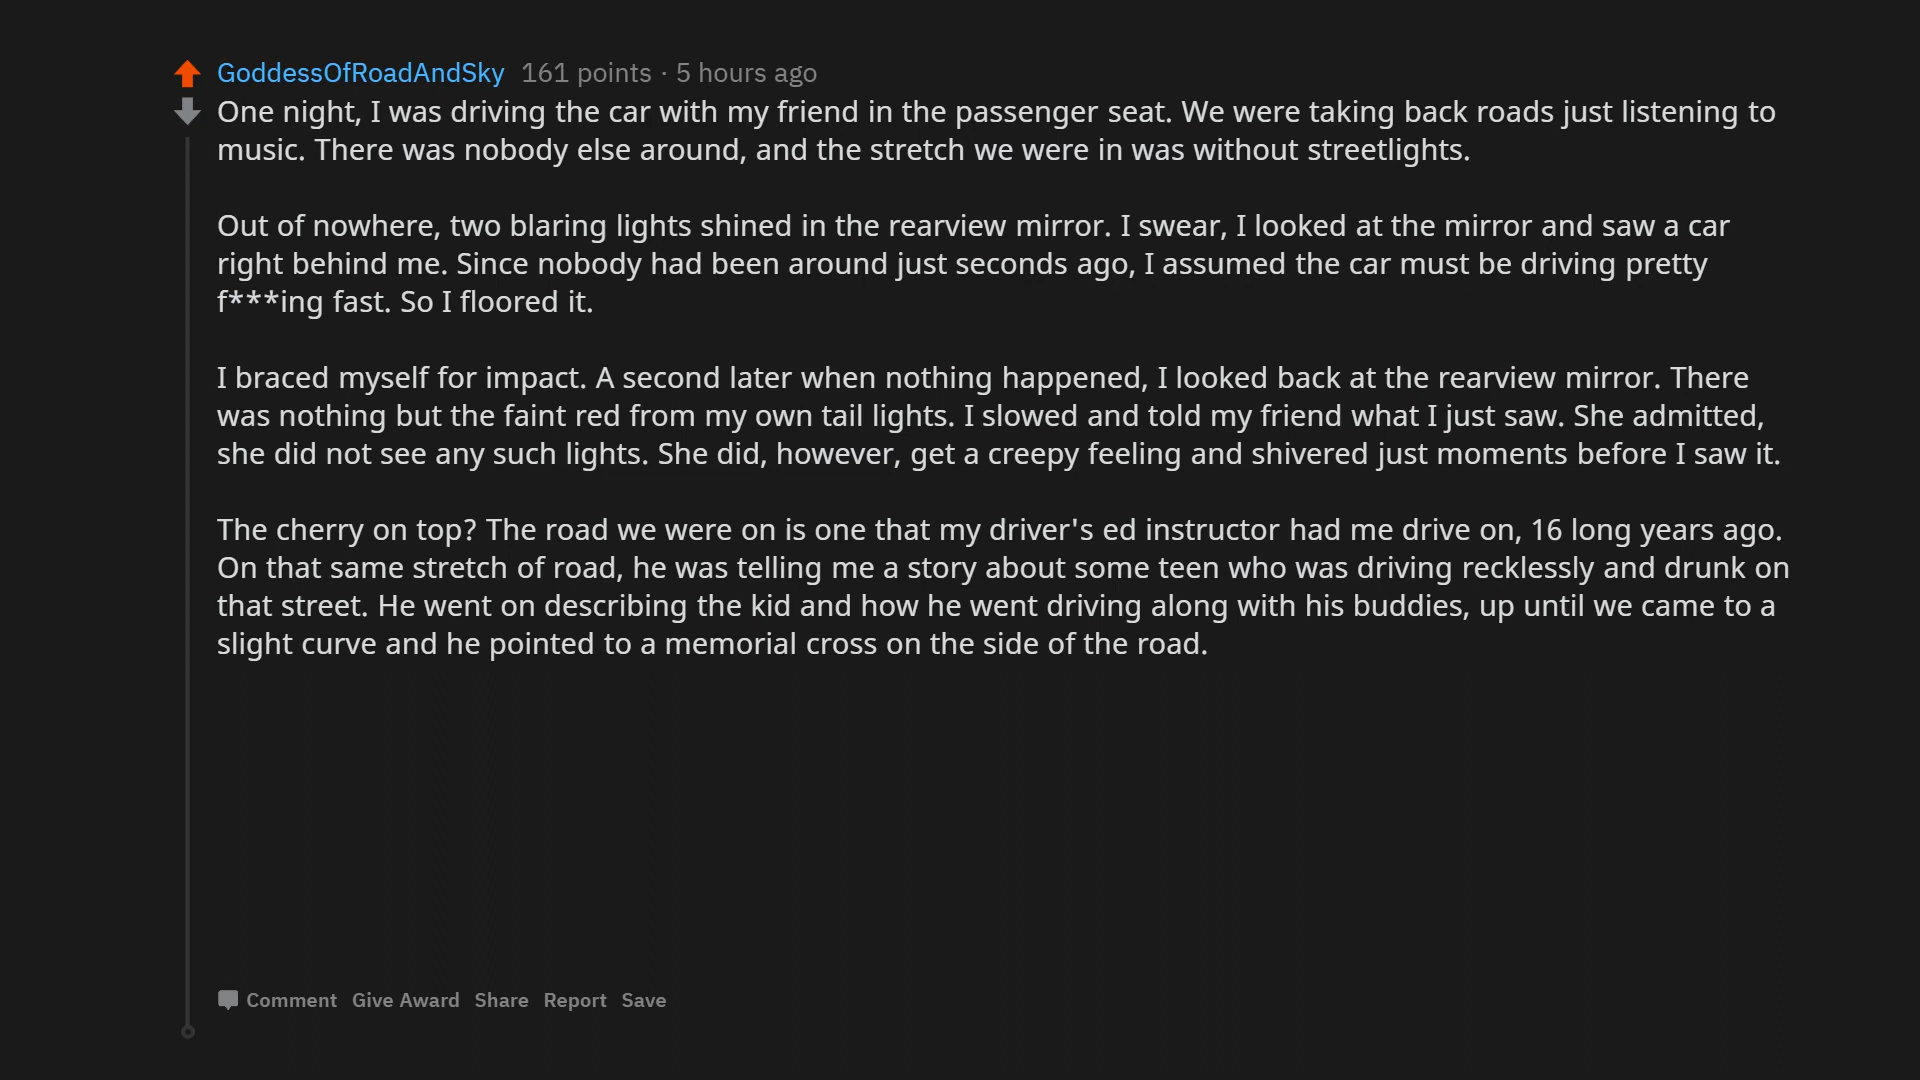 GoddessOfRoadAndSky 161 points · 5 hours ago
One night, I was driving the car with my friend in the passenger seat. We were taking back roads just listening to
music. There was nobody else around, and the stretch we were in was without streetlights.
Out of nowhere, two blaring lights shined in the rearview mirror. I swear, I looked at the mirror and saw a car
right behind me. Since nobody had been around just seconds ago, I assumed the car must be driving pretty
f***ing fast. So I floored it.
I braced myself for impact. A second later when nothing happened, I looked back at the rearview mirror. There
was nothing but the faint red from my own tail lights. I slowed and told my friend what I just saw. She admitted,
she did not see any such lights. She did, however, get a creepy feeling and shivered just moments before I saw it.
The cherry on top? The road we were on is one that my driver's ed instructor had me drive on, 16 long years ago.
On that same stretch of road, he was telling me a story about some teen who was driving recklessly and drunk on
that street. He went on describing the kid and how he went driving along with his buddies, up until we came to a
slight curve and he pointed to a memorial cross on the side of the road.
Comment Give Award Share Report Save